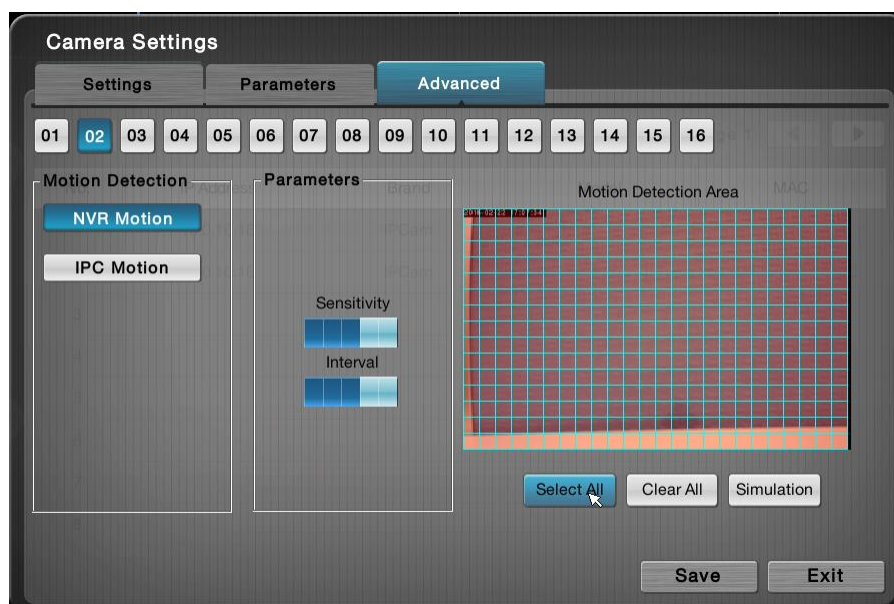 Camera Settings
Settings Parameters Advanced
01 02 03 04 05 06 07 08 09 10 11 12 13 14 15 16
Motion Detection
NVR Motion
IPC Motion
Parameters
Sensitivity
Interval
Brand
MAC
Motion Detection Area
Select All Clear All Simulation
Save Exit